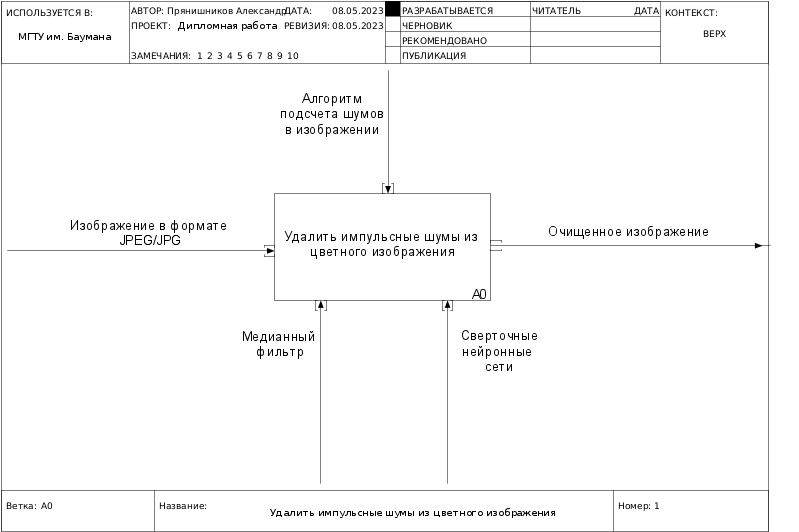 ИСПОЛЬЗУЕТСЯ В:
МГТУ им. Баумана
АВТОР: Прянишников Александр
ДАТА: 08.05.2023
ПРОЕКТ: Дипломная работа
РЕВИЗИЯ: 08.05.2023
ЗАМЕЧАНИЯ: 1 2 3 4 5 6 7 8 9 10
РАЗРАБАТЫВАЕТСЯ
ЧЕРНОВИК
РЕКОМЕНДОВАНО
ПУБЛИКАЦИЯ
ЧИТАТЕЛЬ ДАТА
КОНТЕКСТ:
ВЕРХ
Алгоритм
подсчета шумов
в изображении
Изображение в формате
JPEG/JPG
Удалить импульсные шумы из
цветного изображения
A0
Очищенное изображение
Медианный
фильтр
Сверточные
нейронные
сети
Ветка: A0
Название:
Удалить импульсные шумы из цветного изображения
Номер: 1